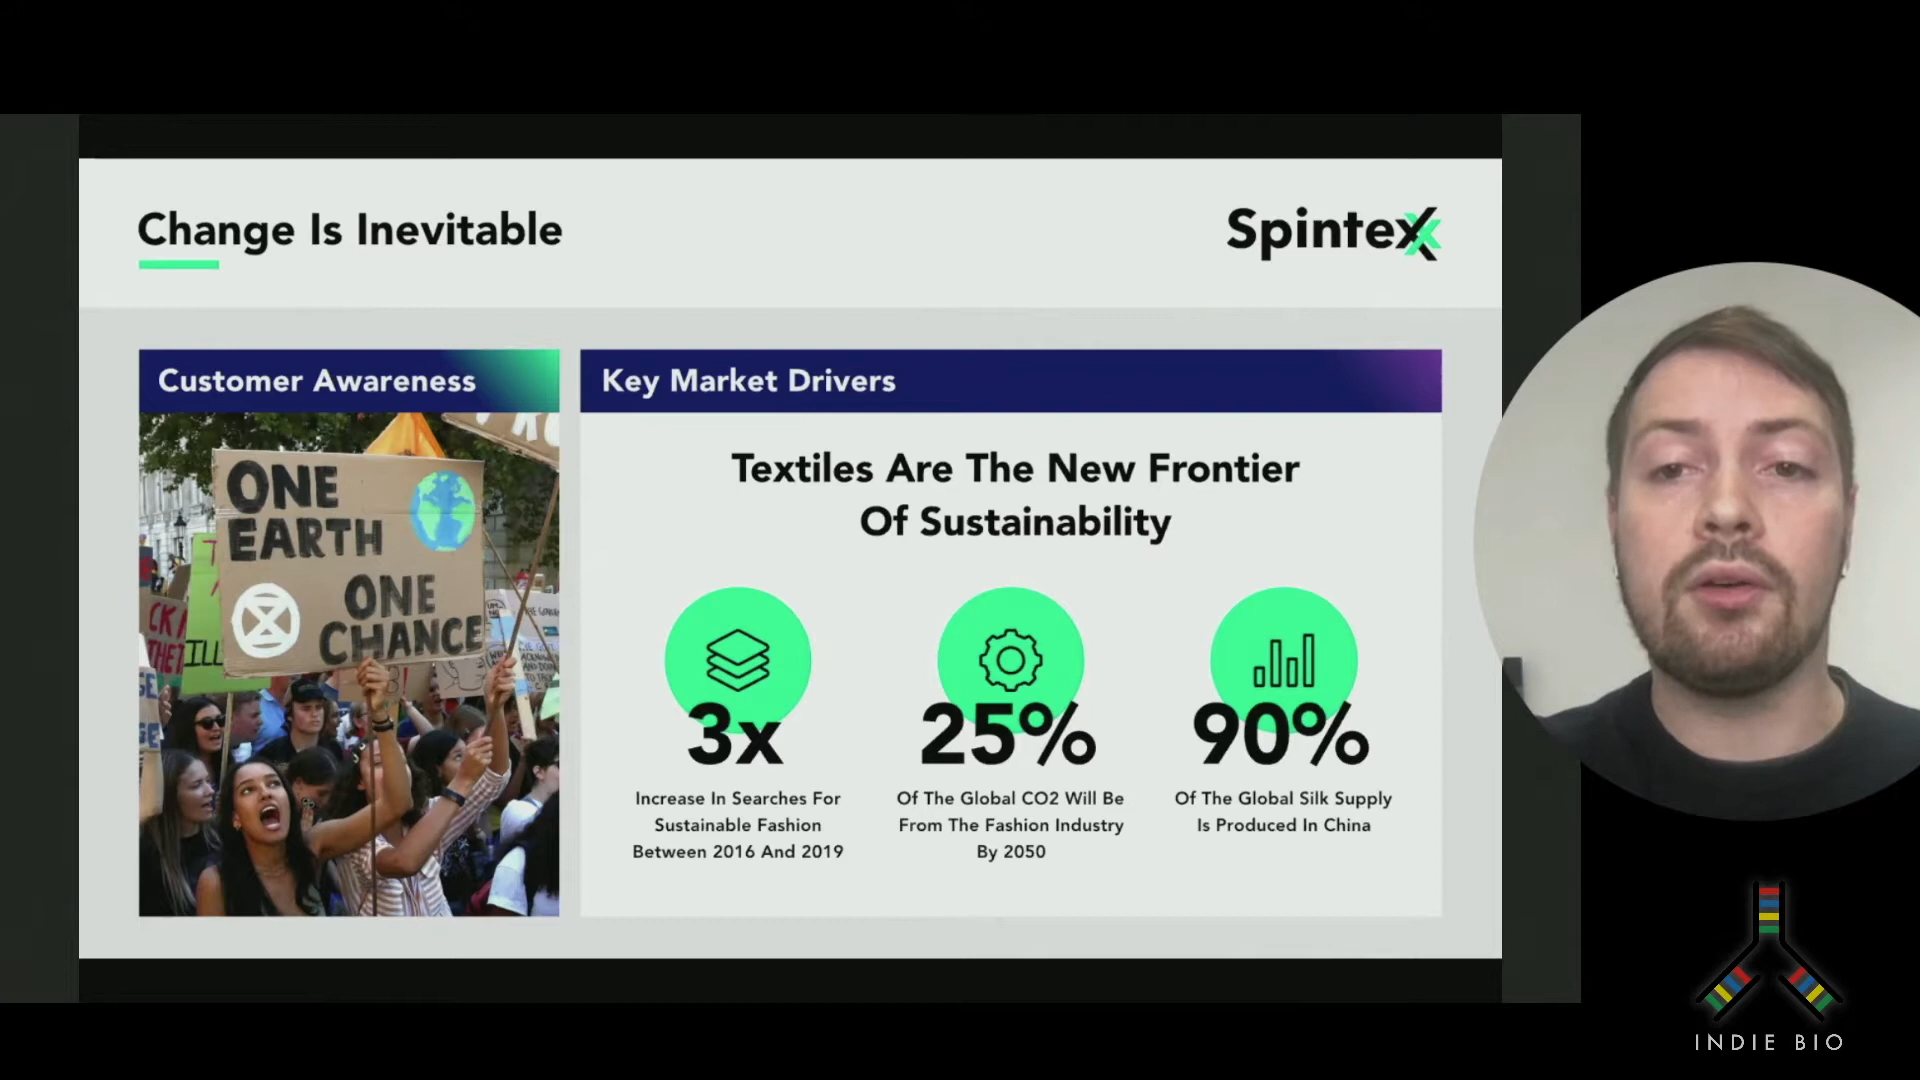 Change Is Inevitable
Spintex
Customer Awareness
ONE
EARTH
ONE
CHANCE
Key Market Drivers
Textiles Are The New Frontier
Of Sustainability
3x
Increase In Searches For
Sustainable Fashion
Between 2016 And 2019
25%
Of The Global CO2 Will Be
From The Fashion Industry
By 2050
90%
Of The Global Silk Supply
Is Produced In China
INDIE BIO